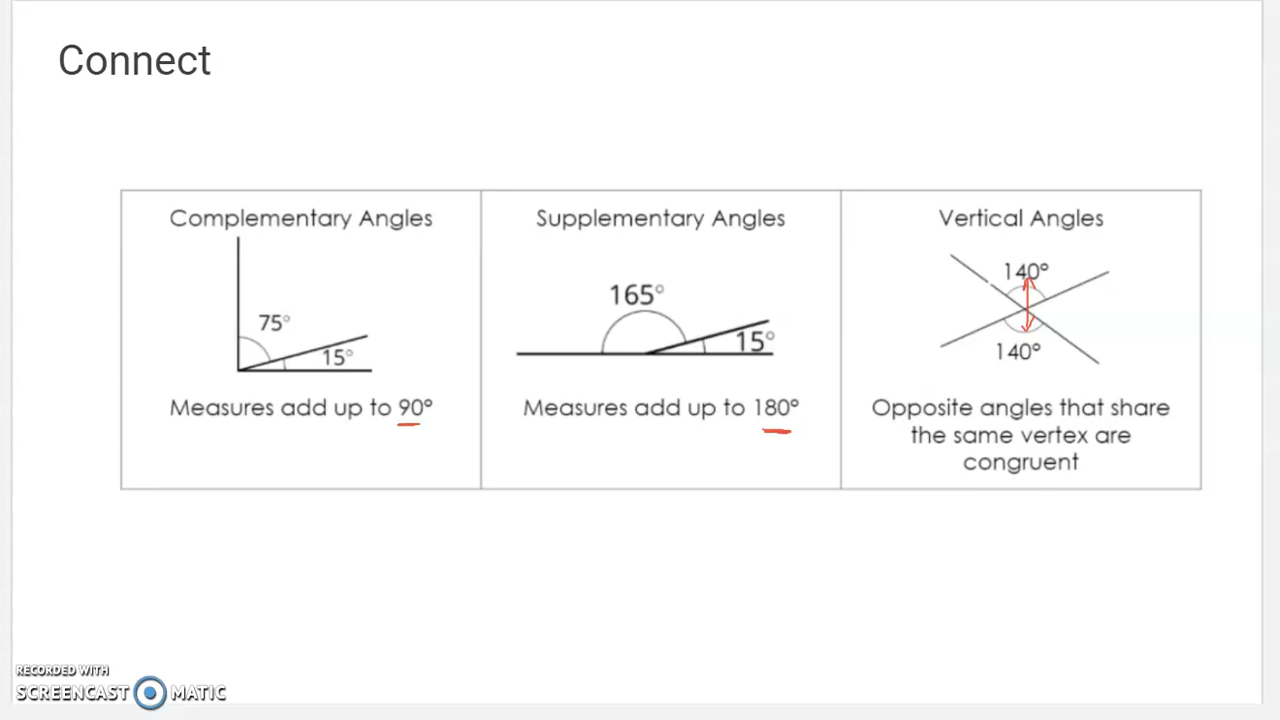 Connect
Complementary Angles
75°
15°
Measures add up to 90°
Supplementary Angles
165°
15°
Measures add up to 180°
Vertical Angles
140°
140°
Opposite angles that share
the same vertex are
congruent
RECORDED WITH
SCREENCAST MATIC